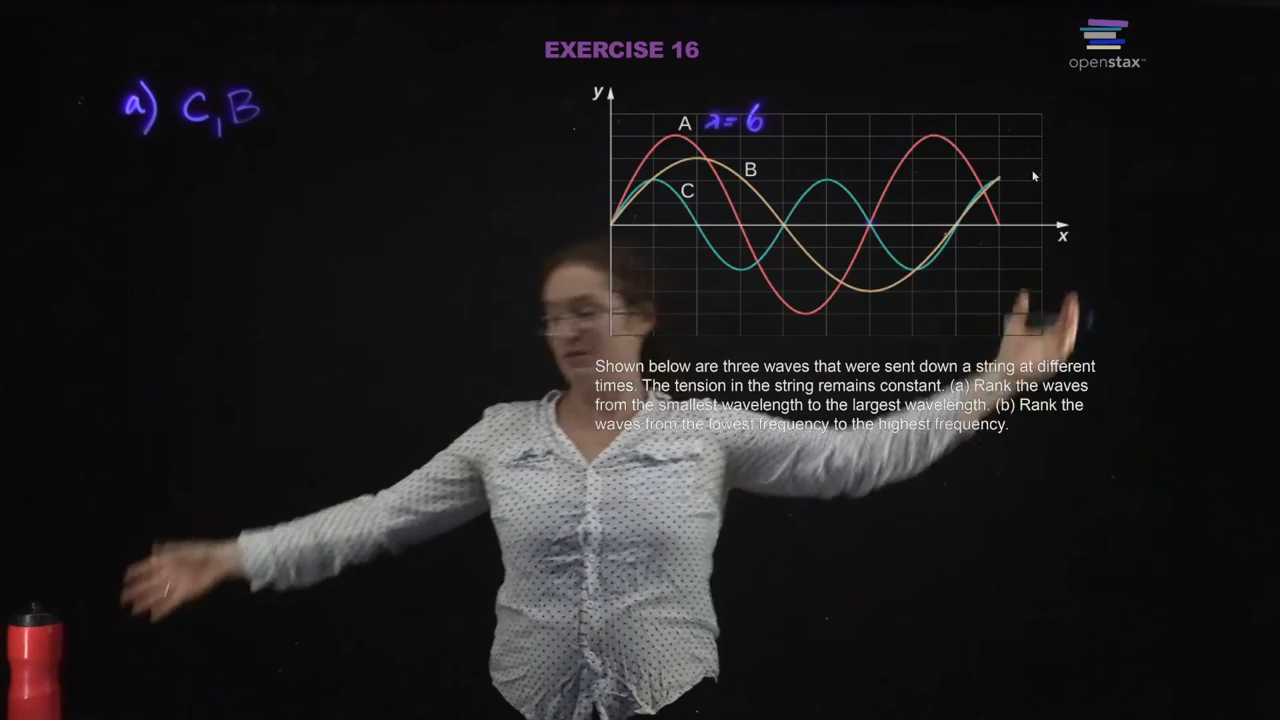 EXERCISE 16
openstax™
a) C, B
y
A λ=6
B
C
x
Shown below are three waves that were sent down a string at different
times. The tension in the string remains constant. (a) Rank the waves
from the smallest wavelength to the largest wavelength. (b) Rank the
waves from the lowest frequency to the highest frequency.